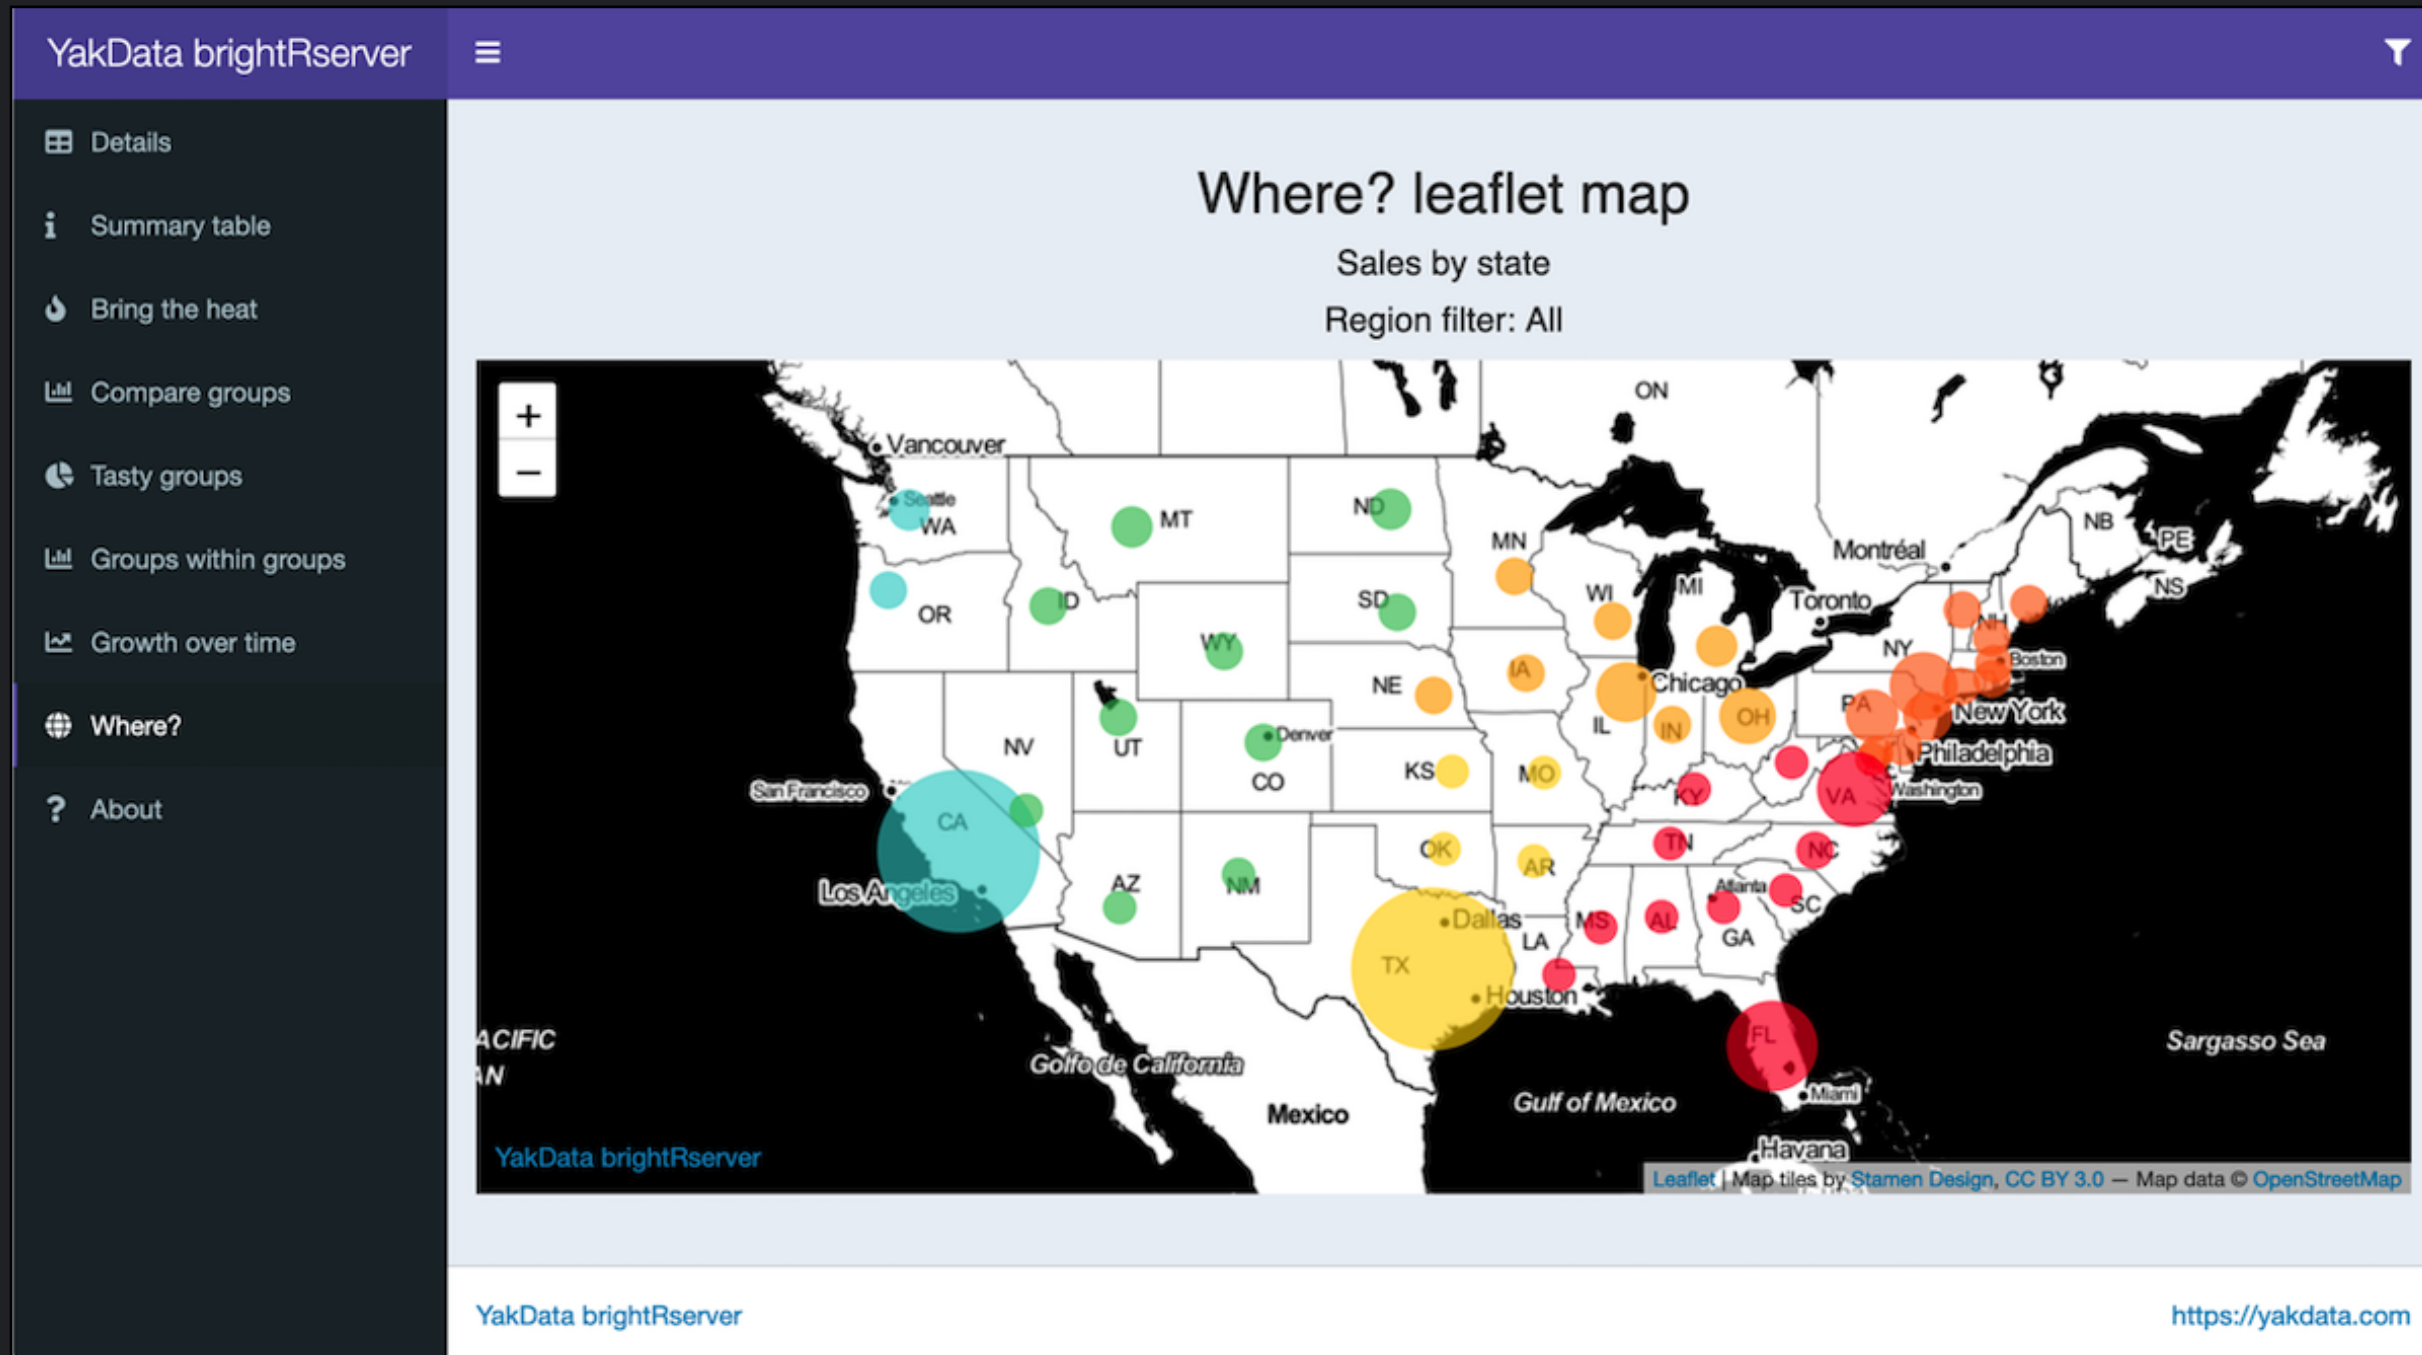 YakData brightRserver
Details
Summary table
Bring the heat
Compare groups
Tasty groups
Groups within groups
Growth over time
Where?
About
Where? leaflet map
Sales by state
Region filter: All
+
−
ON
Vancouver
Seattle
WA
MT
ND
MN
NB
PE
Montréal
NS
OR
ID
SD
WI
MI
Toronto
WY
NH
NY
Boston
NE
IA
Chicago
PA
New York
NV
UT
Denver
CO
IL
IN
OH
Philadelphia
San Francisco
KS
MO
KY
VA
Washington
CA
OK
AR
TN
NC
Los Angeles
AZ
NM
Atlanta
SC
Dallas
MS
AL
GA
LA
TX
Houston
FL
ACIFIC
AN
Golfo de California
Sargasso Sea
Miami
Gulf of Mexico
Mexico
Havana
YakData brightRserver
Leaflet | Map tiles by Stamen Design, CC BY 3.0 — Map data © OpenStreetMap
YakData brightRserver
https://yakdata.com